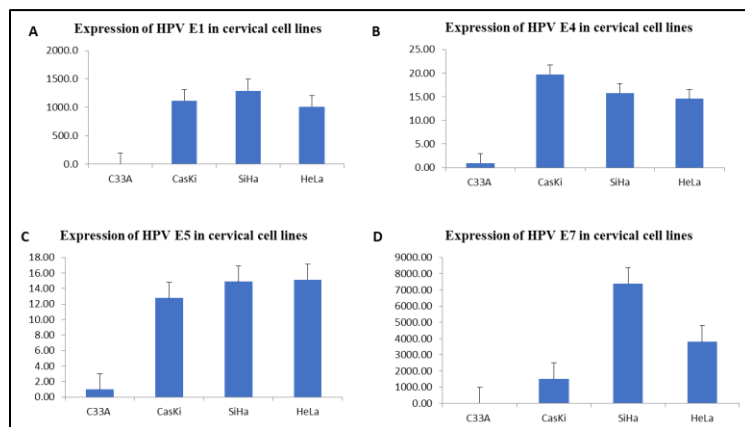 A
Expression of HPV E1 in cervical cell lines
2000.0
1500.0
1000.0
500.0
0.0
C33A CasKi SiHa HeLa
B
Expression of HPV E4 in cervical cell lines
25.00
20.00
15.00
10.00
5.00
0.00
C33A CasKi SiHa HeLa
C
Expression of HPV E5 in cervical cell lines
18.00
16.00
14.00
12.00
10.00
8.00
6.00
4.00
2.00
0.00
C33A CasKi SiHa HeLa
D
Expression of HPV E7 in cervical cell lines
9000.00
8000.00
7000.00
6000.00
5000.00
4000.00
3000.00
2000.00
1000.00
0.00
C33A CasKi SiHa HeLa